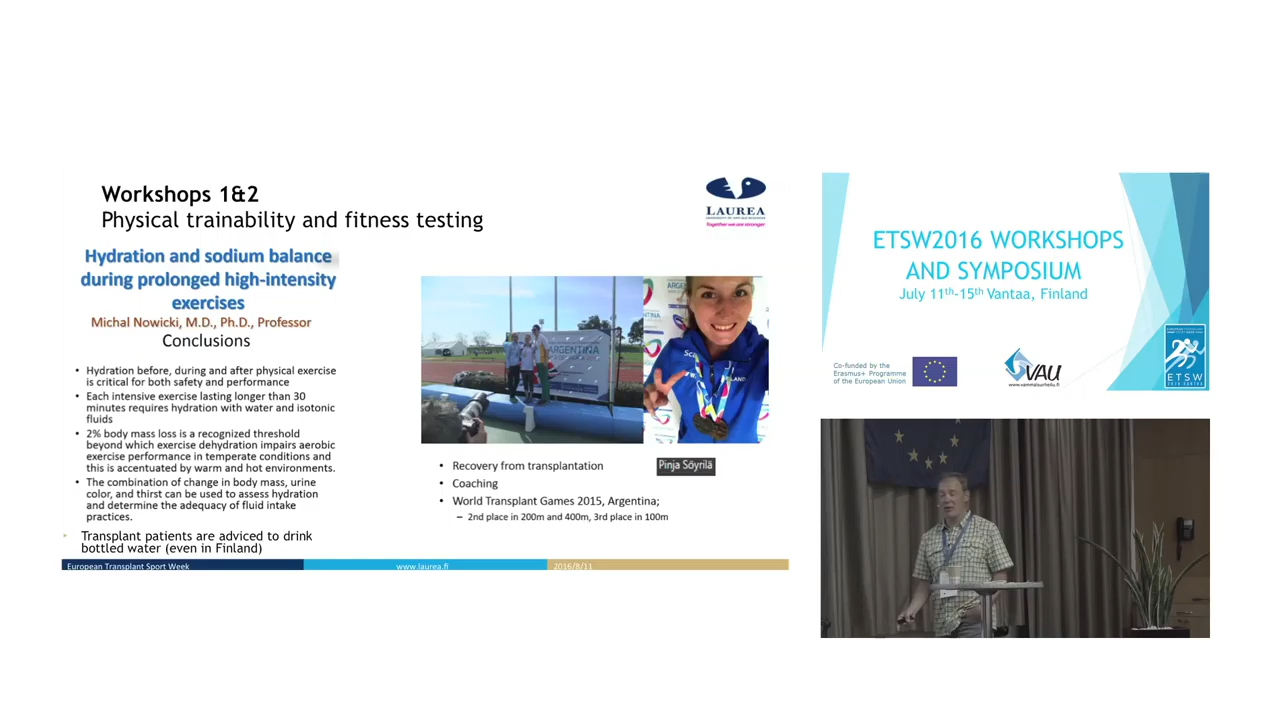 Workshops 1&2
Physical trainability and fitness testing
LAUREA
Together we are stronger
Hydration and sodium balance
during prolonged high-intensity
exercises
Michal Nowicki, M.D., Ph.D., Professor
Conclusions
• Hydration before, during and after physical exercise
is critical for both safety and performance
• Each intensive exercise lasting longer than 30
minutes requires hydration with water and isotonic
fluids
• 2% body mass loss is a recognized threshold
beyond which exercise dehydration impairs aerobic
exercise performance in temperate conditions and
this is accentuated by warm and hot environments.
• The combination of change in body mass, urine
color, and thirst can be used to assess hydration
and determine the adequacy of fluid intake
practices.
Transplant patients are adviced to drink
bottled water (even in Finland)
ARGENTINA
Pinja Söyrilä
• Recovery from transplantation
• Coaching
• World Transplant Games 2015, Argentina;
– 2nd place in 200m and 400m, 3rd place in 100m
European Transplant Sport Week
www.laurea.fi
2016/8/11
ETSW2016 WORKSHOPS
AND SYMPOSIUM
July 11th-15th Vantaa, Finland
Co-funded by the
Erasmus+ Programme
of the European Union
VAU
www.vammaisurheilu.fi
ETSW